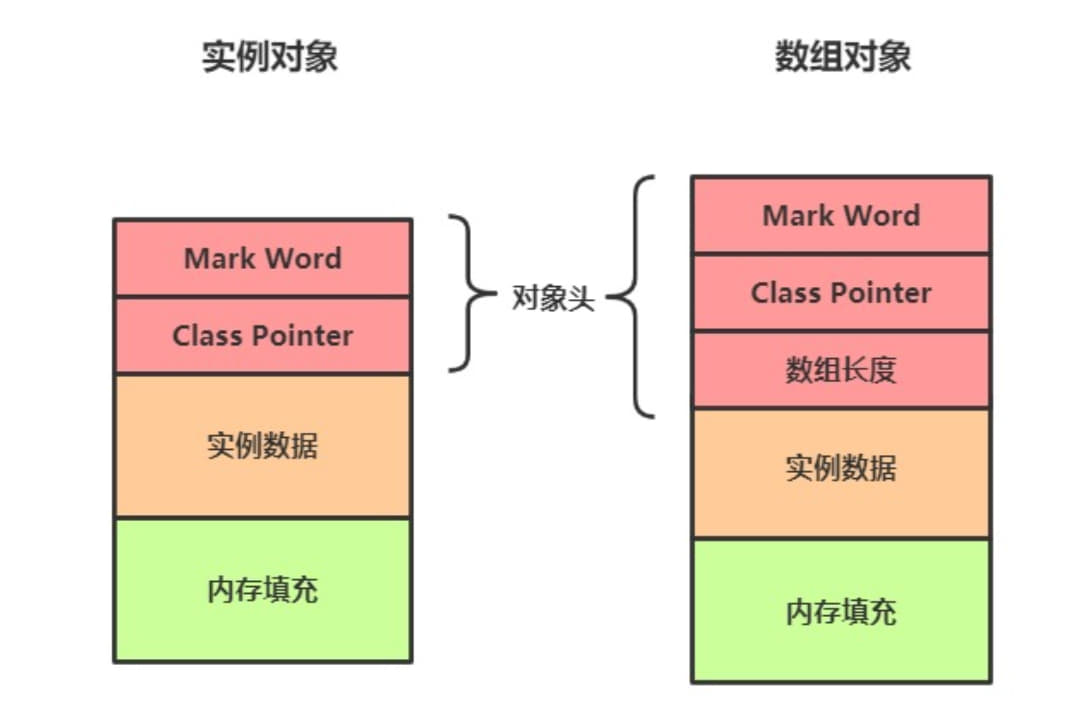 实例对象
Mark Word
Class Pointer
实例数据
内存填充
对象头
数组对象
Mark Word
Class Pointer
数组长度
实例数据
内存填充